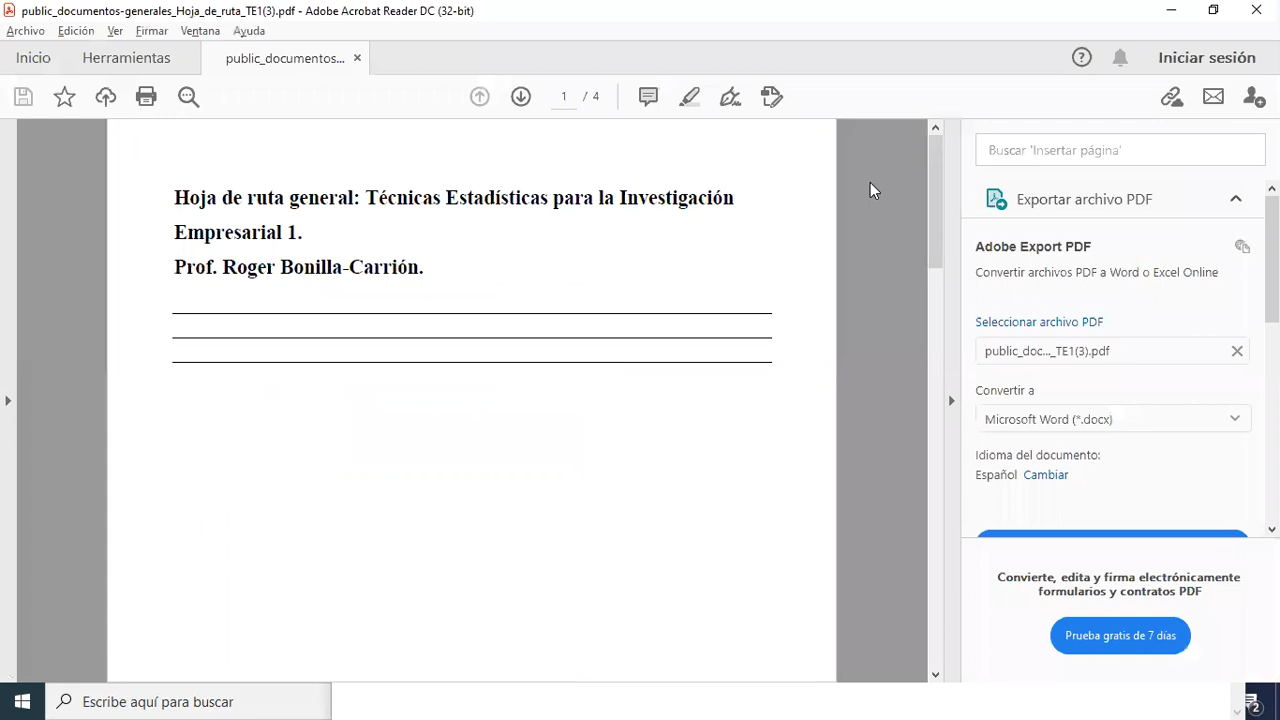 public_documentos-generales_Hoja_de_ruta_TE1(3).pdf - Adobe Acrobat Reader DC (32-bit)
Archivo Edición Ver Firmar Ventana Ayuda
Inicio Herramientas public_documentos... × Iniciar sesión
1 / 4
Buscar 'Insertar página'
Exportar archivo PDF
Adobe Export PDF
Convertir archivos PDF a Word o Excel Online
Seleccionar archivo PDF
public_doc..._TE1(3).pdf
Convertir a
Microsoft Word (*.docx)
Idioma del documento:
Español Cambiar
Convierte, edita y firma electrónicamente
formularios y contratos PDF
Prueba gratis de 7 días
Hoja de ruta general: Técnicas Estadísticas para la Investigación
Empresarial 1.
Prof. Roger Bonilla-Carrión.
Escribe aquí para buscar
2